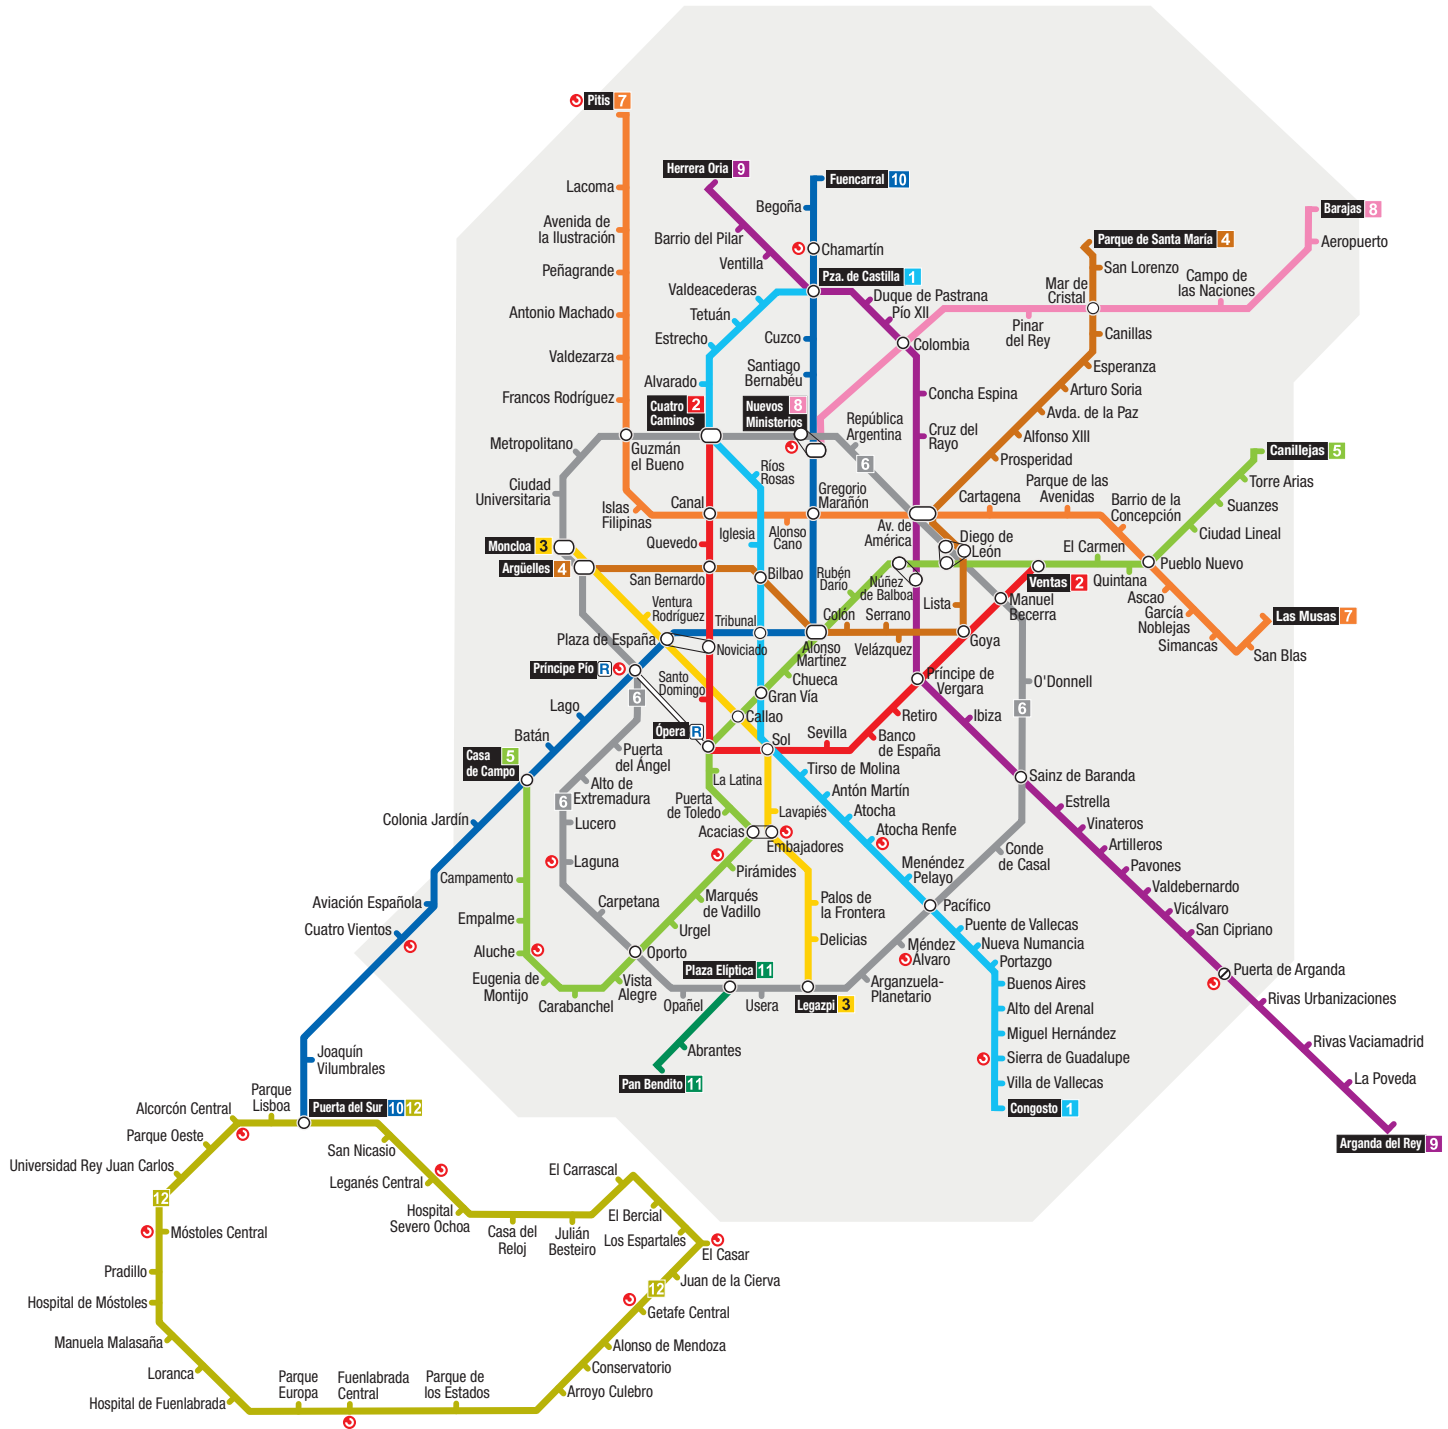 Pitis 7
Herrera Oria 9
Fuencarral 10
Lacoma
Begoña
Barajas 8
Avenida de
la Ilustración
Barrio del Pilar
Chamartín
Parque de Santa María 4
Aeropuerto
Ventilla
Peñagrande
Pza. de Castilla 1
San Lorenzo
Valdeacederas
Duque de Pastrana
Mar de
Cristal
Campo de
las Naciones
Antonio Machado
Tetuán
Pío XII
Pinar
del Rey
Estrecho
Cuzco
Colombia
Canillas
Valdezarza
Santiago
Bernabéu
Esperanza
Alvarado
Arturo Soria
Francos Rodríguez
Concha Espina
Cuatro
Caminos
2
Nuevos
Ministerios
8
República
Argentina
Avda. de la Paz
Metropolitano
Guzmán
el Bueno
Cruz del
Rayo
Alfonso XIII
6
Prosperidad
Canillejas 5
Ríos
Rosas
Ciudad
Universitaria
Torre Arias
Gregorio
Marañón
Parque de las
Avenidas
Cartagena
Barrio de la
Concepción
Suanzes
Islas
Filipinas
Canal
Iglesia
Alonso
Cano
Av. de
América
Ciudad Lineal
Quevedo
Diego de
León
El Carmen
Moncloa 3
Pueblo Nuevo
Argüelles 4
San Bernardo
Bilbao
Rubén
Darío
Núñez
de Balboa
Ventas 2
Quintana
Ascao
Ventura
Rodríguez
Lista
Manuel
Becerra
García
Noblejas
Las Musas 7
Tribunal
Colón
Serrano
Simancas
Plaza de España
Noviciado
Alonso
Martínez
Velázquez
Goya
San Blas
Príncipe Pío R
Santo
Domingo
Chueca
Príncipe de
Vergara
O'Donnell
6
Gran Vía
6
Lago
Callao
Retiro
Ibiza
Batán
Ópera R
Sol
Sevilla
Banco
de España
Puerta
del Ángel
Casa
de Campo
5
La Latina
Tirso de Molina
Sainz de Baranda
Alto de
Extremadura
6
Puerta
de Toledo
Antón Martín
Estrella
Colonia Jardín
Lucero
Lavapiés
Atocha
Vinateros
Acacias
Embajadores
Atocha Renfe
Artilleros
Laguna
Pirámides
Menéndez
Pelayo
Conde
de Casal
Pavones
Campamento
Valdebernardo
Aviación Española
Carpetana
Marqués
de Vadillo
Palos de
la Frontera
Pacífico
Vicálvaro
Empalme
Puente de Vallecas
San Cipriano
Cuatro Vientos
Urgel
Delicias
Nueva Numancia
Aluche
Oporto
Méndez
Álvaro
Portazgo
Plaza Elíptica 11
Puerta de Arganda
Eugenia de
Montijo
Vista
Alegre
Arganzuela-
Planetario
Buenos Aires
Carabanchel
Opañel
Usera
Legazpi 3
Rivas Urbanizaciones
Alto del Arenal
Miguel Hernández
Rivas Vaciamadrid
Abrantes
Joaquín
Vilumbrales
Sierra de Guadalupe
Pan Bendito 11
Villa de Vallecas
La Poveda
Parque
Lisboa
Alcorcón Central
Puerta del Sur 10 12
Congosto 1
Parque Oeste
San Nicasio
Arganda del Rey 9
Universidad Rey Juan Carlos
Leganés Central
El Carrascal
12
Hospital
Severo Ochoa
El Bercial
Móstoles Central
Casa del
Reloj
Julián
Besteiro
Los Espartales
El Casar
Pradillo
Juan de la Cierva
12
Hospital de Móstoles
Getafe Central
Manuela Malasaña
Alonso de Mendoza
Loranca
Conservatorio
Parque
Europa
Fuenlabrada
Central
Parque de
los Estados
Arroyo Culebro
Hospital de Fuenlabrada